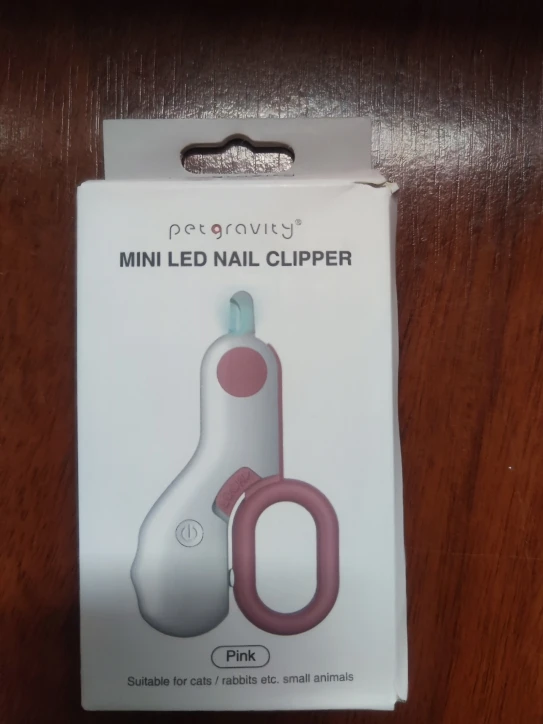 petgravity®
MINI LED NAIL CLIPPER
Pink
Suitable for cats / rabbits etc. small animals